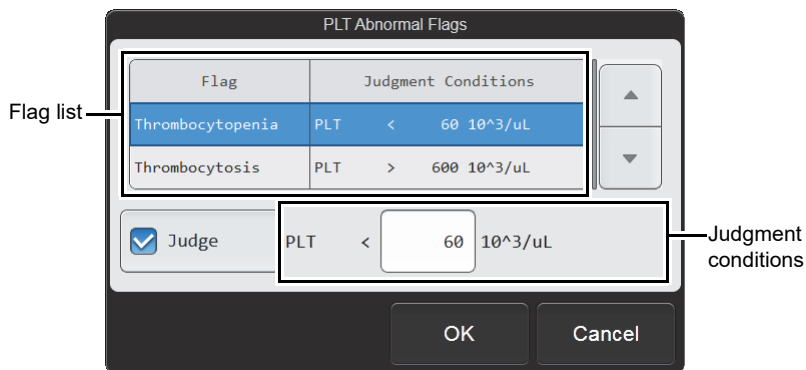 PLT Abnormal Flags
Flag Judgment Conditions
Flag list
Thrombocytopenia PLT < 60 10^3/uL
Thrombocytosis PLT > 600 10^3/uL
Judge PLT < 60 10^3/uL
Judgment
conditions
OK Cancel